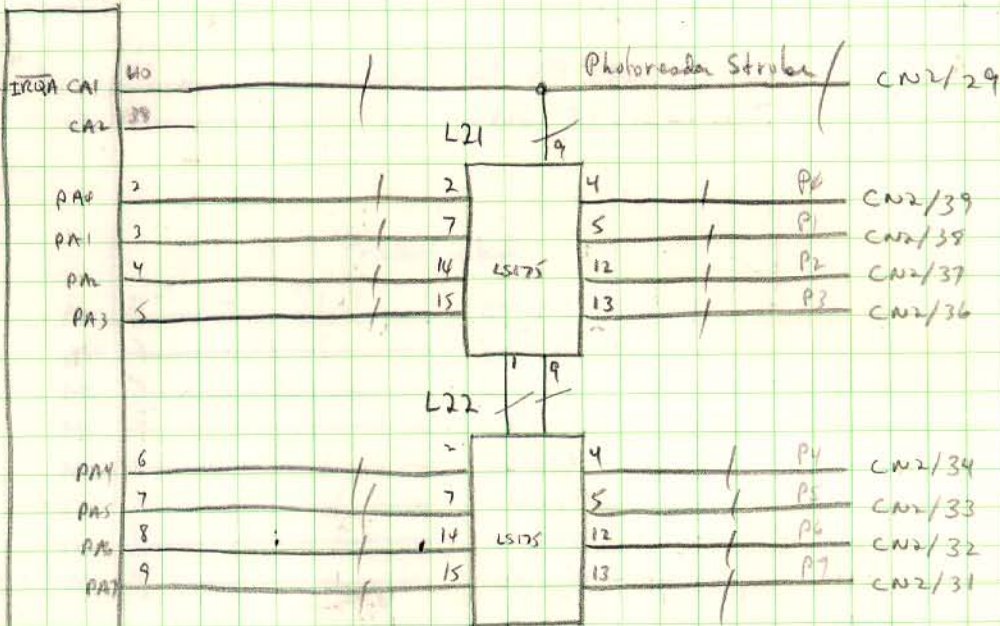 IRQA CA1 40 Photoreader Strobe CN2/29
CA2 39
L21 9
PA0 2 2 4 P0 CN2/39
PA1 3 7 5 P1 CN2/38
PA2 4 14 LS175 12 P2 CN2/37
PA3 5 15 13 P3 CN2/36
1 9
L22
PA4 6 2 4 P4 CN2/34
PA5 7 7 5 P5 CN2/33
PA6 8 14 LS175 12 P6 CN2/32
PA7 9 15 13 P7 CN2/31